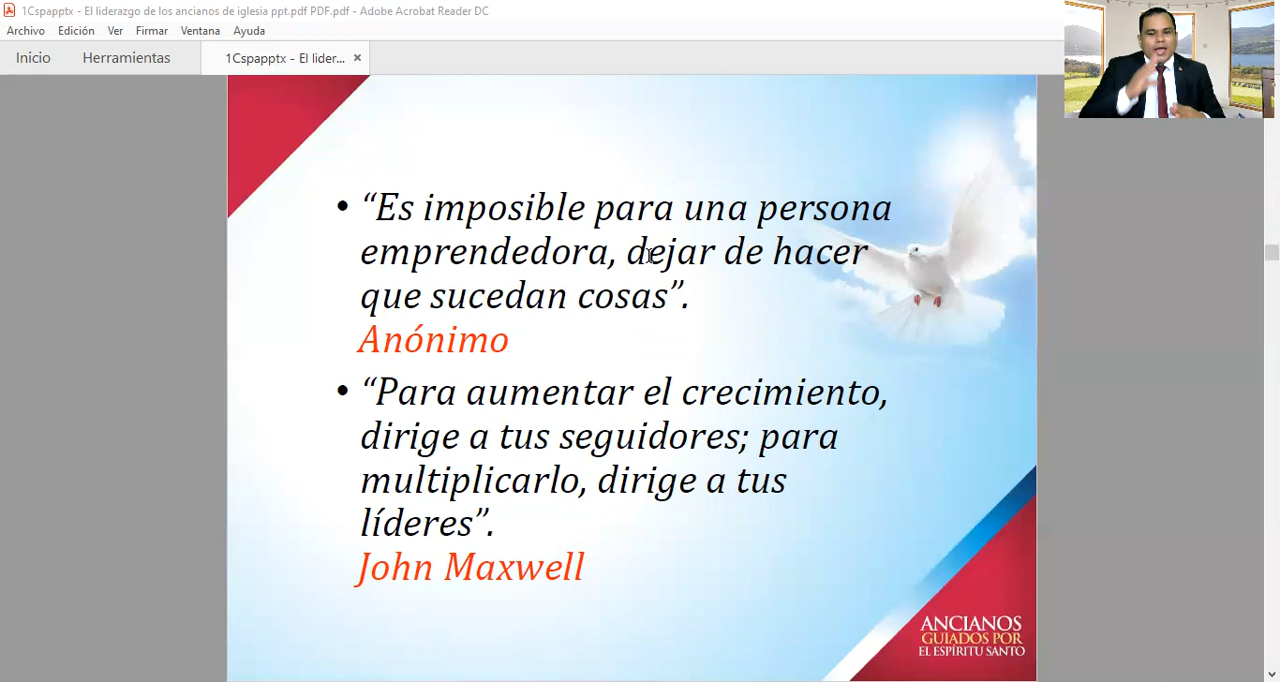 1Cspapptx - El liderazgo de los ancianos de iglesia ppt.pdf PDF.pdf - Adobe Acrobat Reader DC
Archivo Edición Ver Firmar Ventana Ayuda
Inicio Herramientas 1Cspapptx - El lider... ×
• “Es imposible para una persona
emprendedora, dejar de hacer
que sucedan cosas”.
Anónimo
• “Para aumentar el crecimiento,
dirige a tus seguidores; para
multiplicarlo, dirige a tus
líderes”.
John Maxwell
ANCIANOS
GUIADOS POR
EL ESPÍRITU SANTO